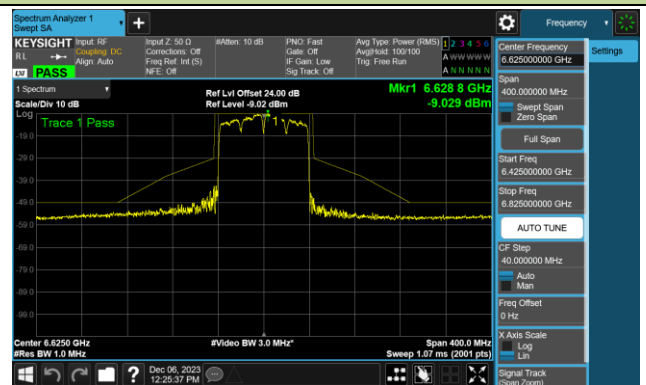 Spectrum Analyzer 1
Swept SA
+
Frequency
KEYSIGHT
Input: RF
Coupling: DC
Align: Auto
Input Z: 50 Ω
Corrections: Off
Freq Ref: Int (S)
NFE: Off
#Atten: 10 dB
PNO: Fast
Gate: Off
IF Gain: Low
Sig Track: Off
Avg Type: Power (RMS)
Avg|Hold: 100/100
Trig: Free Run
1 2 3 4 5 6
A W W W W W
A N N N N N
RL
LXI
PASS
1 Spectrum
Scale/Div 10 dB
Ref Lvl Offset 24.00 dB
Ref Level -9.02 dBm
Mkr1 6.628 8 GHz
-9.029 dBm
Log
Trace 1 Pass
1
-19.0
-29.0
-39.0
-49.0
-59.0
-69.0
-79.0
-89.0
-99.0
Center 6.6250 GHz
#Res BW 1.0 MHz
#Video BW 3.0 MHz*
Span 400.0 MHz
Sweep 1.07 ms (2001 pts)
?
Dec 06, 2023
12:25:37 PM
Center Frequency
6.625000000 GHz
Settings
Span
400.000000 MHz
Swept Span
Zero Span
Full Span
Start Freq
6.425000000 GHz
Stop Freq
6.825000000 GHz
AUTO TUNE
CF Step
40.000000 MHz
Auto
Man
Freq Offset
0 Hz
X Axis Scale
Log
Lin
Signal Track
(Span Zoom)